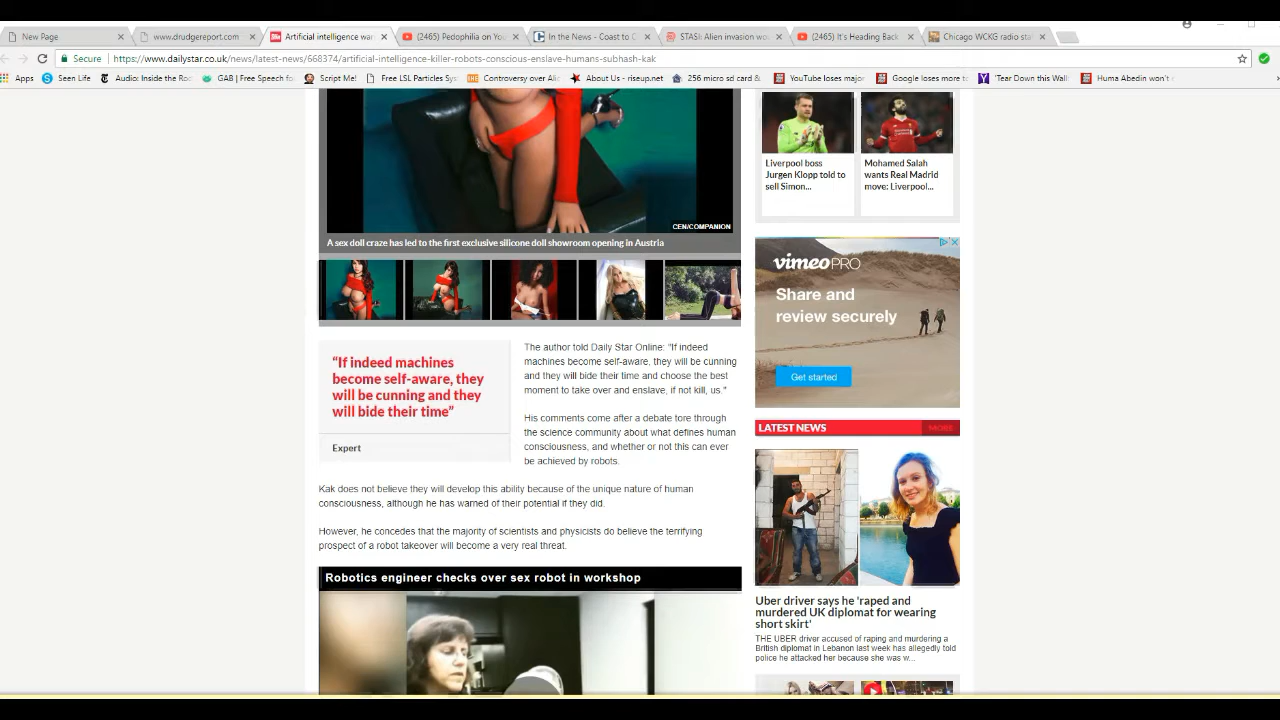 New Page
www.drudgereport.com
Artificial intelligence war
(2465) Pedophilia on You
In the News - Coast to C
STASI: Alien invasion wo
(2465) It's Heading Back
Chicago WCKG radio sta
Secure
https://www.dailystar.co.uk/news/latest-news/668374/artificial-intelligence-killer-robots-conscious-enslave-humans-subhash-kak
Apps
Seen Life
Audio: Inside the Ro
GAB | Free Speech fo
Script Me!
Free LSL Particles Sys
Controversy over Ali
About Us - riseup.net
256 micro sd card &
YouTube loses major
Google loses more to
'Tear Down this Wall
Huma Abedin won't
CEN/COMPANION
A sex doll craze has led to the first exclusive silicone doll showroom opening in Austria
“If indeed machines
become self-aware, they
will be cunning and they
will bide their time”
Expert
The author told Daily Star Online: "If indeed
machines become self-aware, they will be cunning
and they will bide their time and choose the best
moment to take over and enslave, if not kill, us."
His comments come after a debate tore through
the science community about what defines human
consciousness, and whether or not this can ever
be achieved by robots.
Kak does not believe they will develop this ability because of the unique nature of human
consciousness, although he has warned of their potential if they did.
However, he concedes that the majority of scientists and physicists do believe the terrifying
prospect of a robot takeover will become a very real threat.
Robotics engineer checks over sex robot in workshop
Liverpool boss
Jurgen Klopp told to
sell Simon...
Mohamed Salah
wants Real Madrid
move: Liverpool...
vimeoPRO
Share and
review securely
Get started
LATEST NEWS
MORE
Uber driver says he 'raped and
murdered UK diplomat for wearing
short skirt'
THE UBER driver accused of raping and murdering a
British diplomat in Lebanon last week has allegedly told
police he attacked her because she was w...